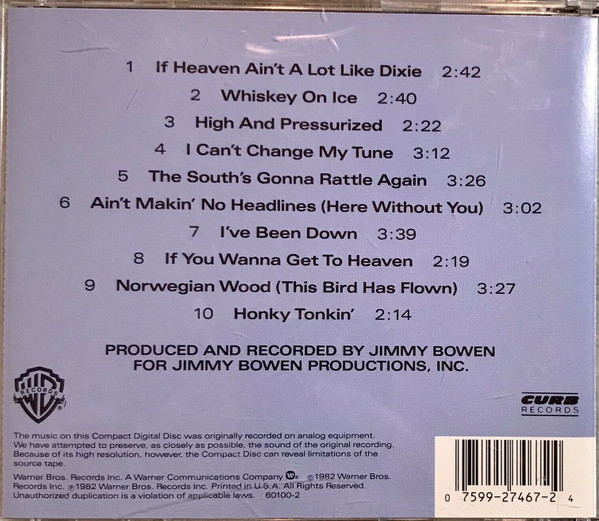 1 If Heaven Ain't A Lot Like Dixie 2:42
2 Whiskey On Ice 2:40
3 High And Pressurized 2:22
4 I Can't Change My Tune 3:12
5 The South's Gonna Rattle Again 3:26
6 Ain't Makin' No Headlines (Here Without You) 3:02
7 I've Been Down 3:39
8 If You Wanna Get To Heaven 2:19
9 Norwegian Wood (This Bird Has Flown) 3:27
10 Honky Tonkin' 2:14
PRODUCED AND RECORDED BY JIMMY BOWEN
FOR JIMMY BOWEN PRODUCTIONS, INC.
WB
RECORDS
CURB
RECORDS
The music on this Compact Digital Disc was originally recorded on analog equipment.
We have attempted to preserve, as closely as possible, the sound of the original recording.
Because of its high resolution, however, the Compact Disc can reveal limitations of the
source tape.
Warner Bros. Records Inc. A Warner Communications Company ©1982 Warner Bros.
Records Inc. ℗1982 Warner Bros. Records Inc. Printed in U.S.A. All Rights Reserved.
Unauthorized duplication is a violation of applicable laws. 60100-2
0 7599-27467-2 4